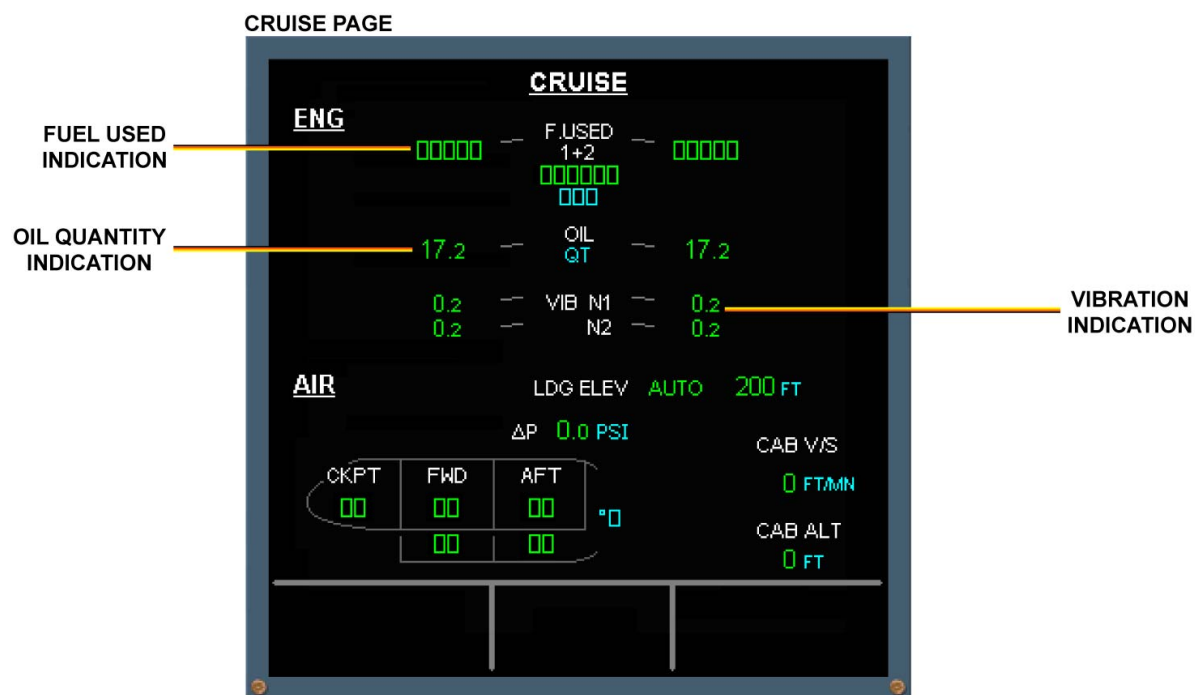 CRUISE PAGE
CRUISE
ENG
FUEL USED
INDICATION
F.USED
1+2
OIL QUANTITY
INDICATION
17.2 OIL 17.2
QT
0.2 VIB N1 0.2
0.2 N2 0.2
VIBRATION
INDICATION
AIR
LDG ELEV AUTO 200 FT
ΔP 0.0 PSI
CAB V/S
0 FT/MN
CKPT FWD AFT
CAB ALT
0 FT